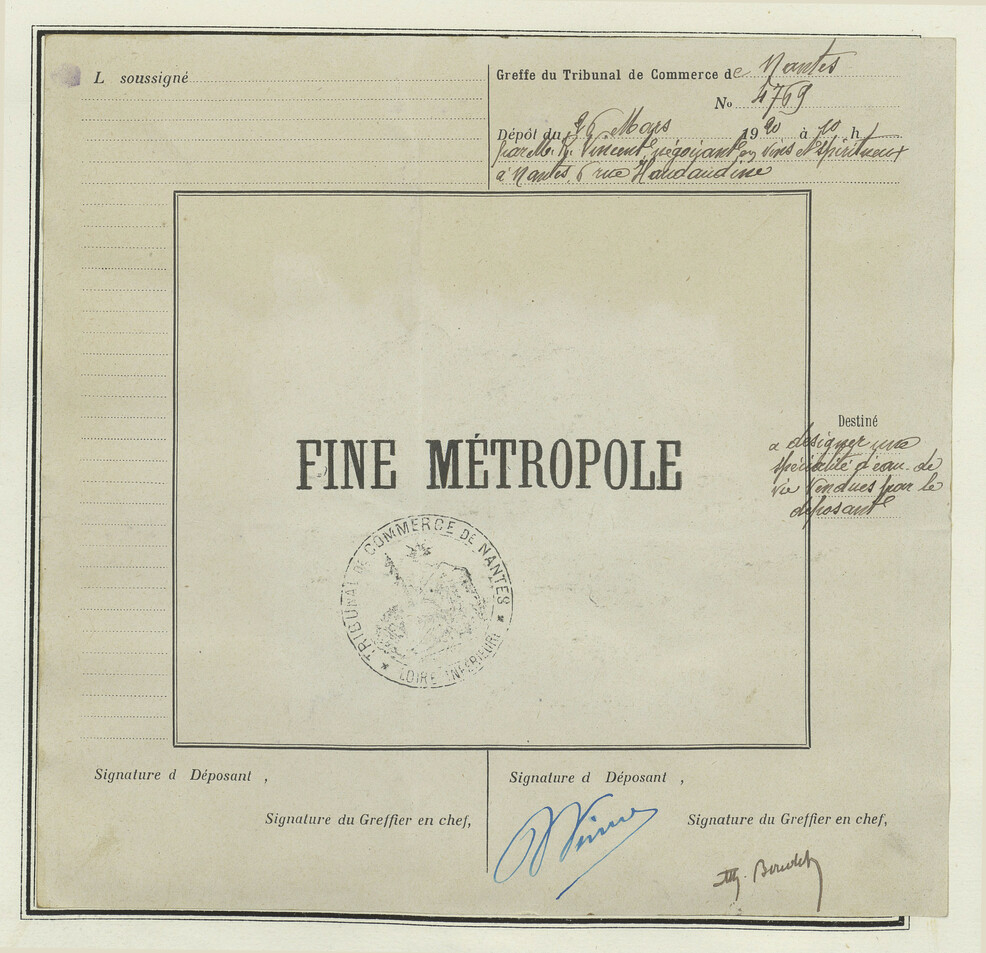 L soussigné
Greffe du Tribunal de Commerce de Nantes
No 4769
Dépôt du 26 Mars 1920 à 10 h
par M. R. Vincent négociant en vins et spiritueux
à Nantes, 6 rue Haudaudine
FINE MÉTROPOLE
TRIBUNAL DE COMMERCE DE NANTES
* LOIRE INFERIEURE *
Destiné
a désigner une
spécialité d'eau-de
vie vendues par le
déposant
Signature d Déposant ,
Signature du Greffier en chef,
Signature d Déposant ,
Signature du Greffier en chef,